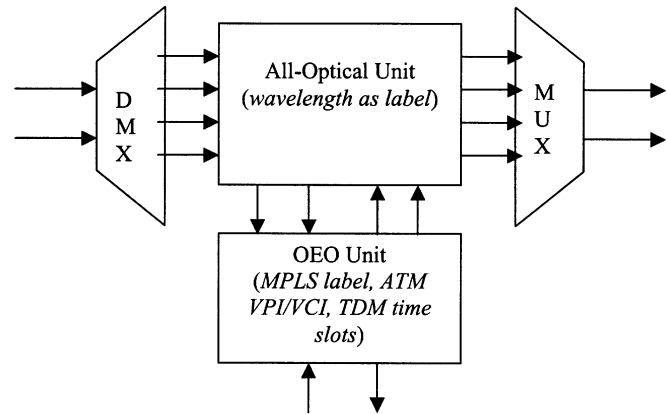 D
M
X
All-Optical Unit
(wavelength as label)
M
U
X
OEO Unit
(MPLS label, ATM
VPI/VCI, TDM time
slots)